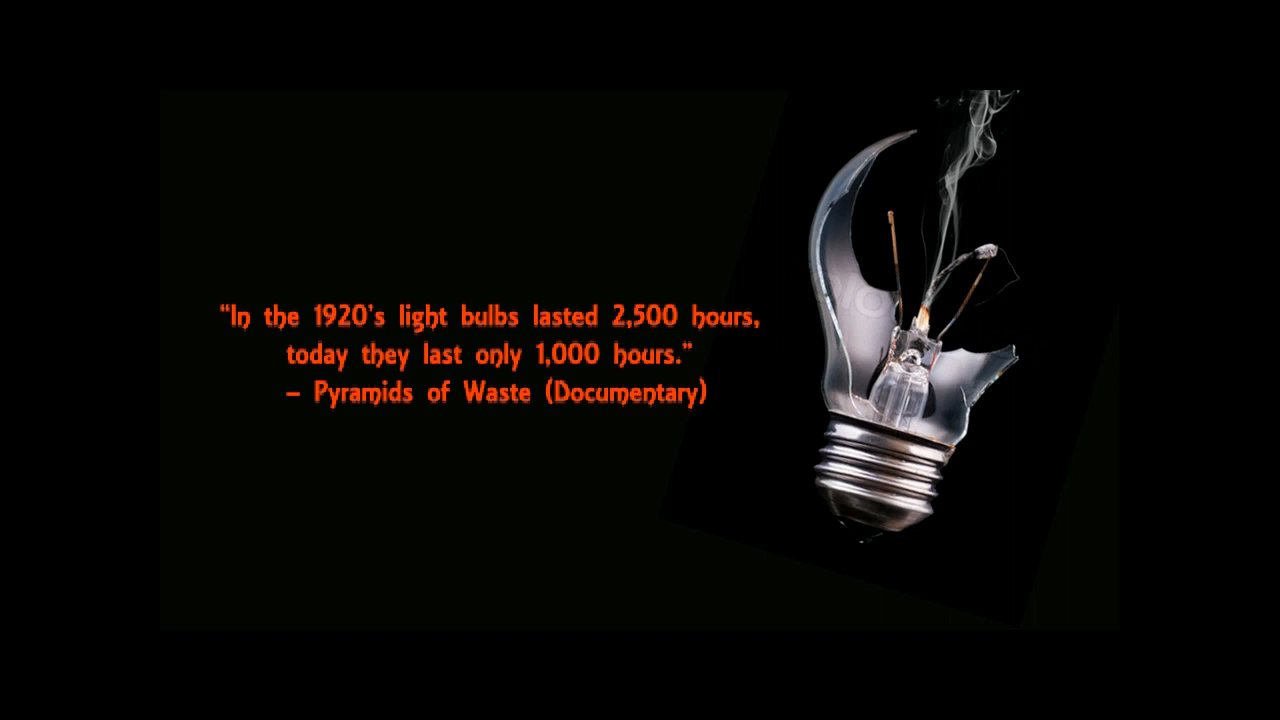 “In the 1920’s light bulbs lasted 2,500 hours,
today they last only 1,000 hours.”
– Pyramids of Waste (Documentary)